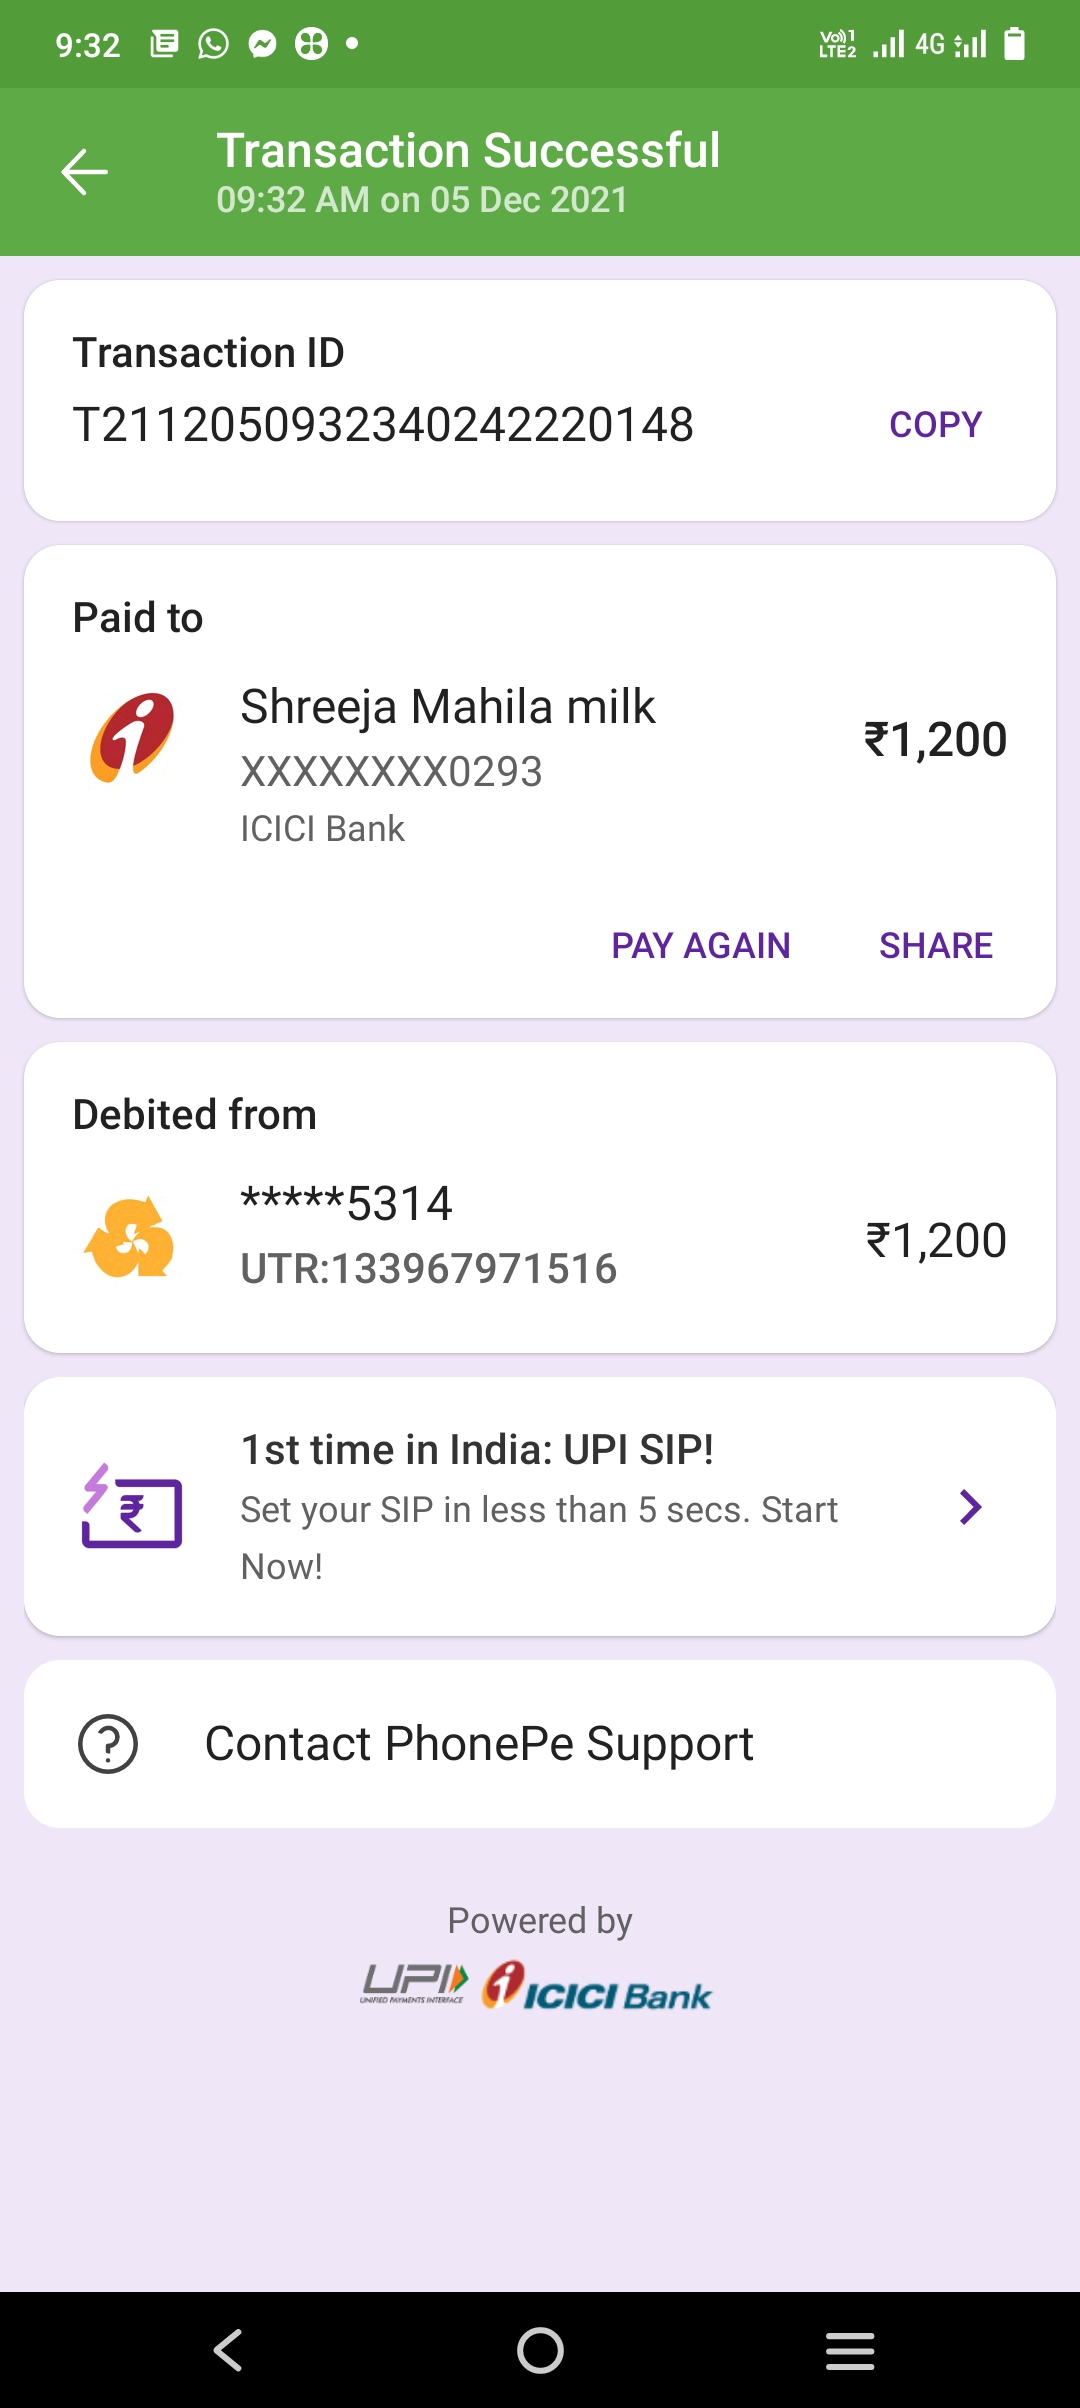 9:32
Vo)) 1
LTE2
4G
Transaction Successful
09:32 AM on 05 Dec 2021
Transaction ID
T2112050932340242220148
COPY
Paid to
Shreeja Mahila milk
₹1,200
XXXXXXXX0293
ICICI Bank
PAY AGAIN
SHARE
Debited from
*****5314
₹1,200
UTR:133967971516
1st time in India: UPI SIP!
Set your SIP in less than 5 secs. Start
Now!
Contact PhonePe Support
Powered by
UPI
UNIFIED PAYMENTS INTERFACE
ICICI Bank